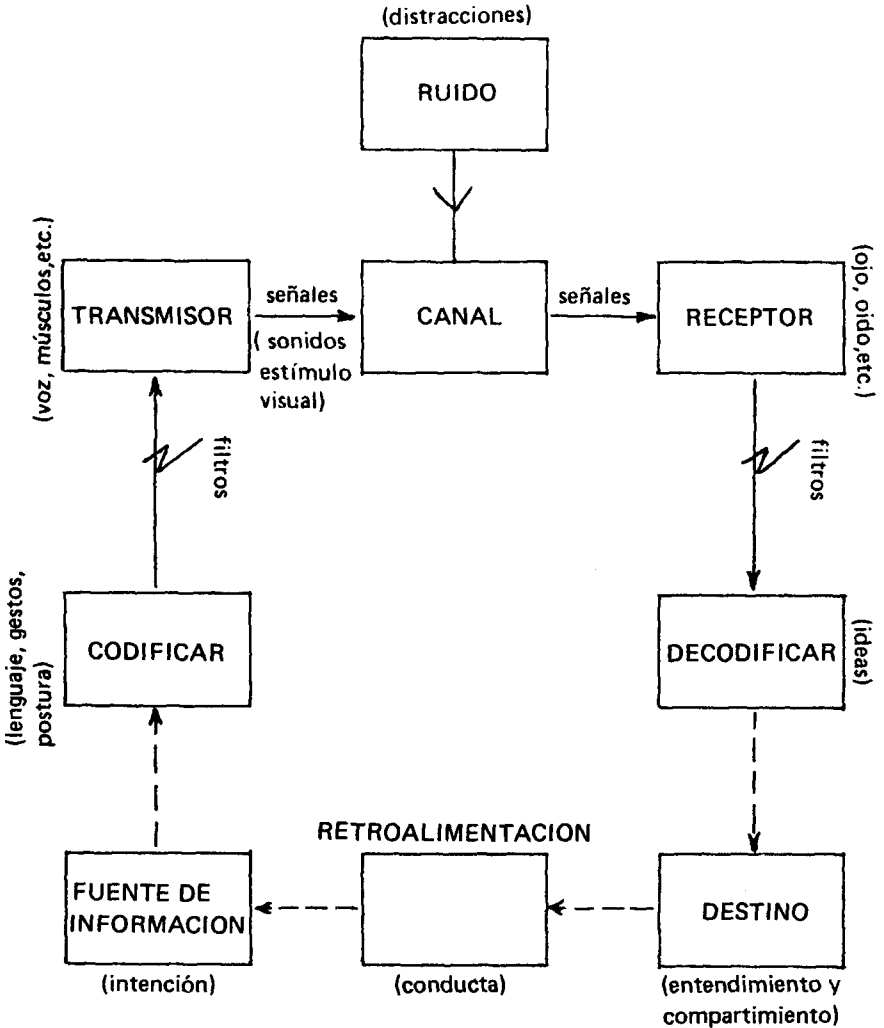 (distracciones)
RUIDO
(voz, músculos,etc.)
TRANSMISOR
señales
( sonidos
estímulo
visual)
CANAL
señales
RECEPTOR
(ojo, oido,etc.)
filtros
filtros
(lenguaje, gestos,
postura)
CODIFICAR
DECODIFICAR
(ideas)
RETROALIMENTACION
FUENTE DE
INFORMACION
(intención)
(conducta)
DESTINO
(entendimiento y
compartimiento)